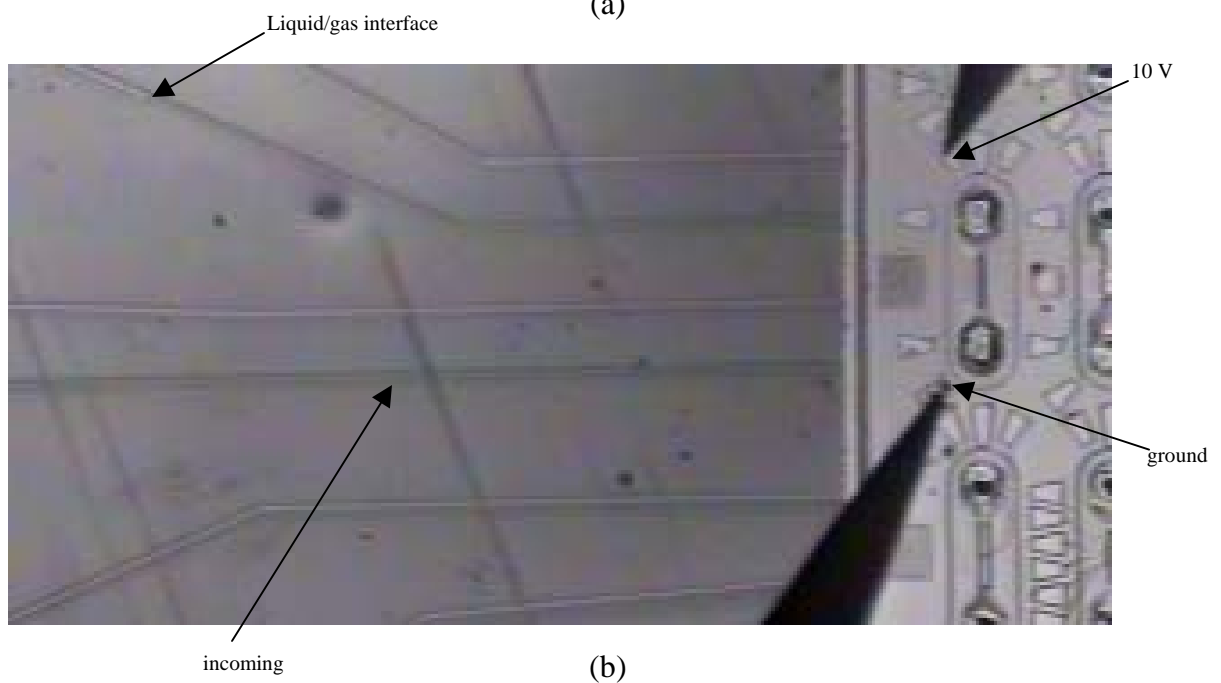 (a)
Liquid/gas interface
10 V
ground
incoming
(b)